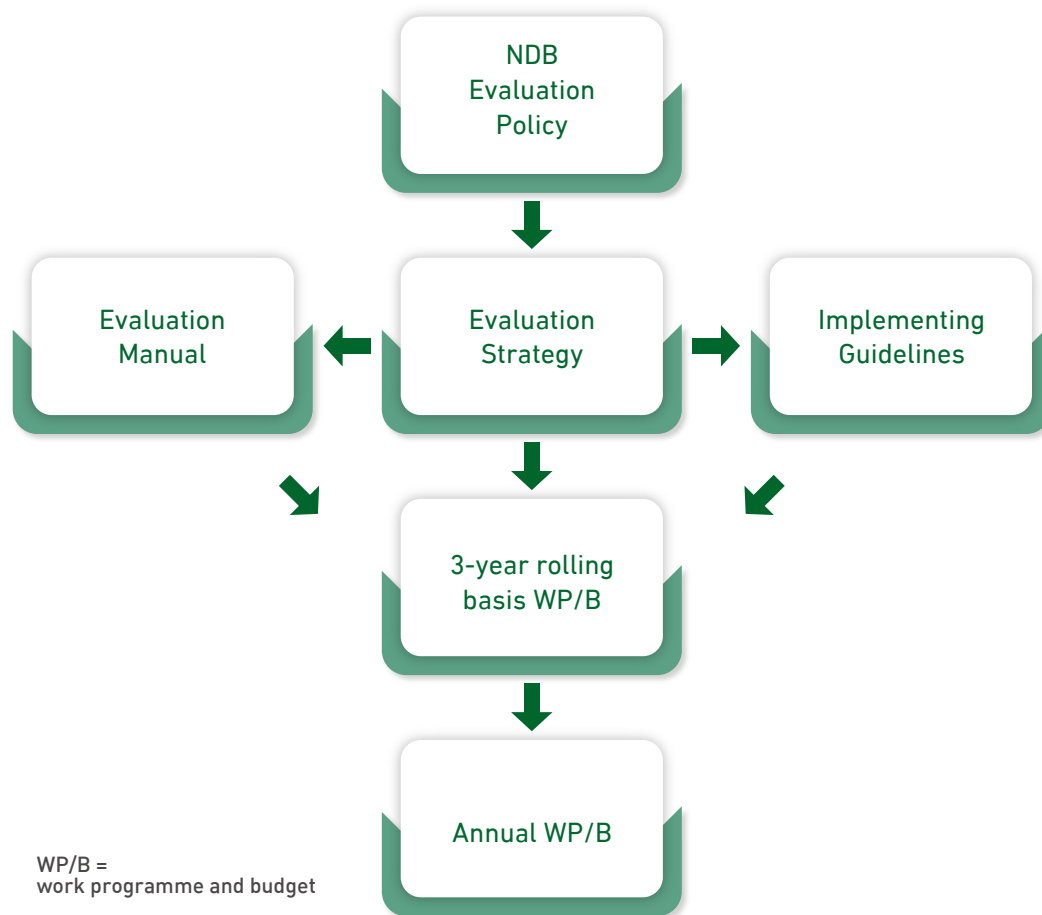 NDB
Evaluation
Policy
Evaluation
Manual
Evaluation
Strategy
Implementing
Guidelines
3-year rolling
basis WP/B
Annual WP/B
WP/B =
work programme and budget